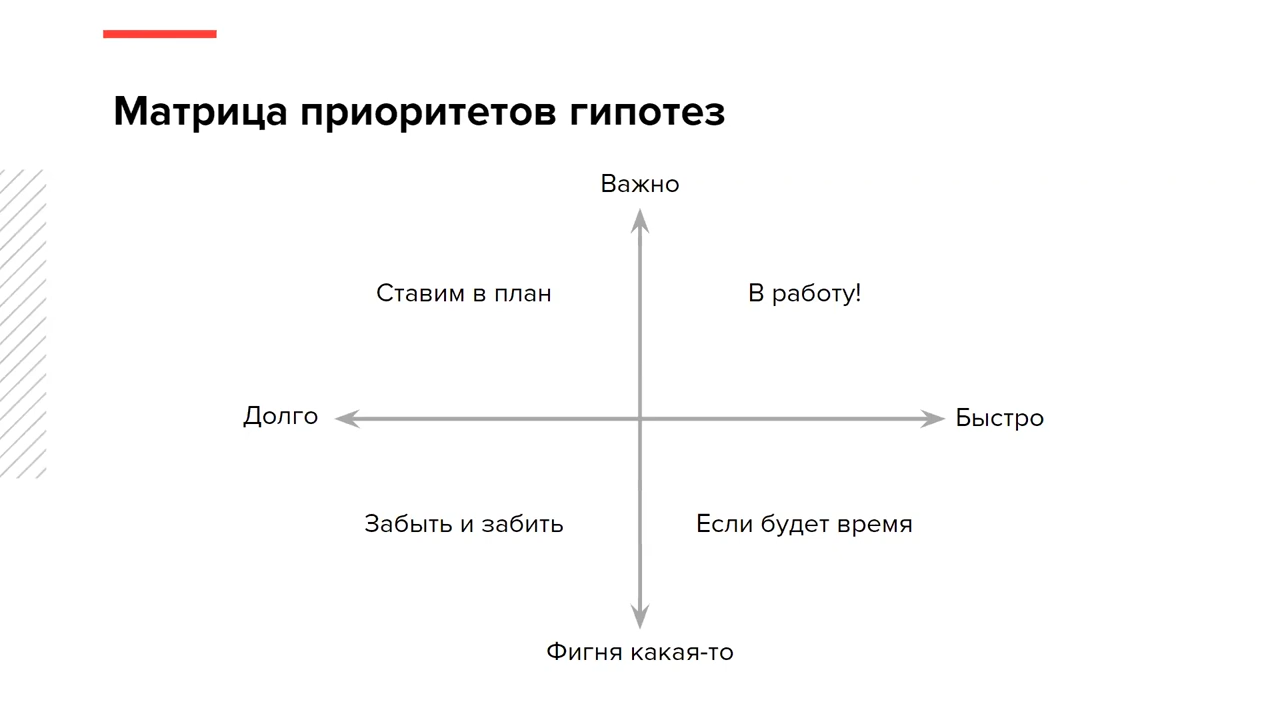 Матрица приоритетов гипотез
Важно
Ставим в план
В работу!
Долго
Быстро
Забыть и забить
Если будет время
Фигня какая-то